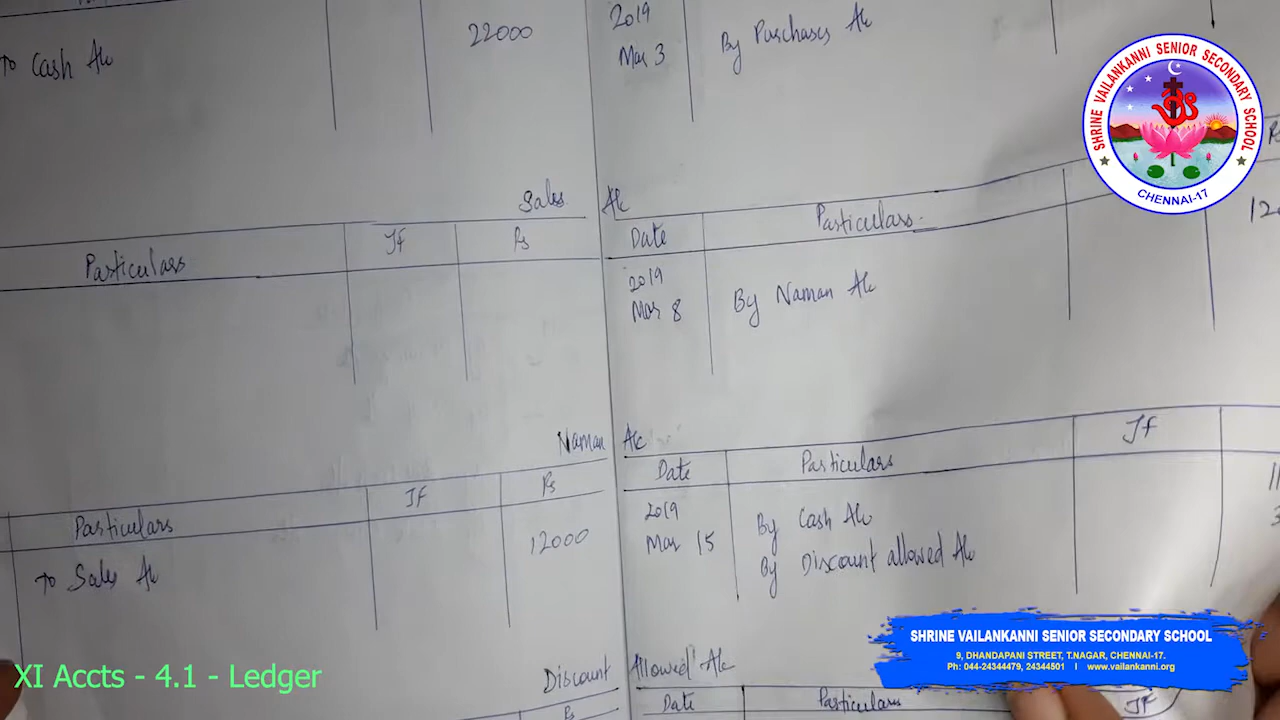 To Cash A/c
22000
2019
Mar 3
By Purchases A/c
Sales A/c
Particulars
JF
Rs
Date
Particulars
2019
Mar 8
By Naman A/c
Naman A/c
Particulars
JF
Rs
Date
Particulars
JF
To Sales A/c
12000
2019
Mar 15
By Cash A/c
By Discount allowed A/c
Discount Allowed A/c
Rs
Date
Particulars
JF
SHRINE VAILANKANNI SENIOR SECONDARY SCHOOL
CHENNAI-17
SHRINE VAILANKANNI SENIOR SECONDARY SCHOOL
9, DHANDAPANI STREET, T.NAGAR, CHENNAI-17.
Ph: 044-24344479, 24344501 I www.vailankanni.org
XI Accts - 4.1 - Ledger